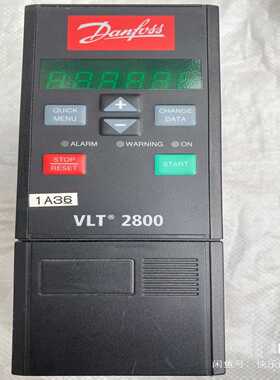 Danfoss
QUICK
MENU
+
-
CHANGE
DATA
ALARM
WARNING
ON
STOP
/RESET
START
1A36
VLT® 2800